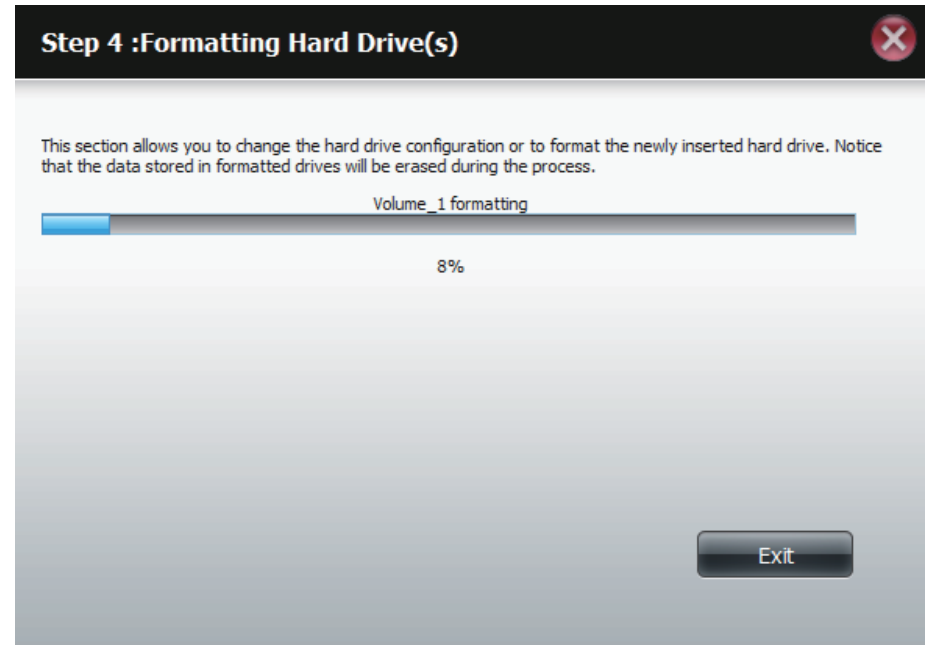 Step 4 :Formatting Hard Drive(s)
This section allows you to change the hard drive configuration or to format the newly inserted hard drive. Notice
that the data stored in formatted drives will be erased during the process.
Volume_1 formatting
8%
Exit